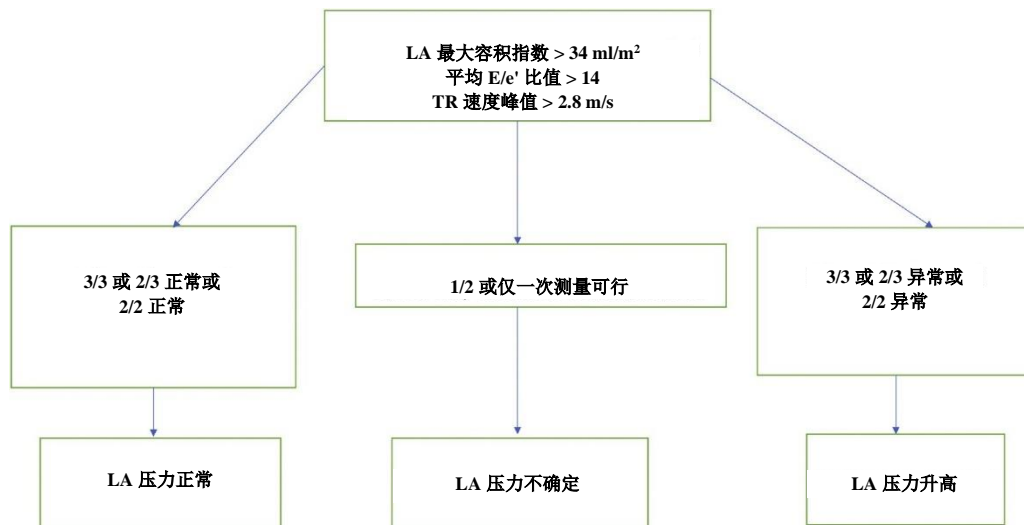 LA 最大容积指数 > 34 ml/m²
平均 E/e' 比值 > 14
TR 速度峰值 > 2.8 m/s
3/3 或 2/3 正常或
2/2 正常
1/2 或仅一次测量可行
3/3 或 2/3 异常或
2/2 异常
LA 压力正常
LA 压力不确定
LA 压力升高